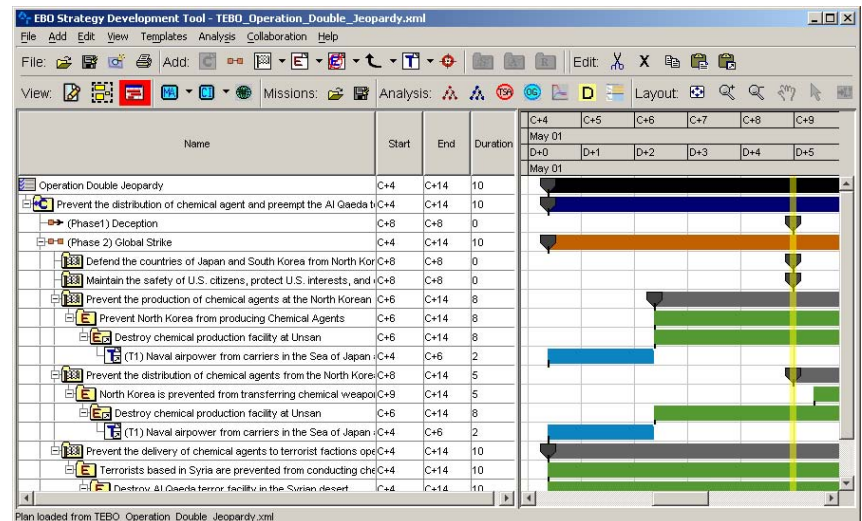 EBO Strategy Development Tool - TEBO_Operation_Double_Jeopardy.xml
File Add Edit View Templates Analysis Collaboration Help
File: Add: Edit:
View: Missions: Analysis: Layout:
Name Start End Duration
C+4 C+5 C+6 C+7 C+8 C+9
May 01
D+0 D+1 D+2 D+3 D+4 D+5
May 01
Operation Double Jeopardy C+4 C+14 10
Prevent the distribution of chemical agent and preempt the Al Qaeda t C+4 C+14 10
(Phase1) Deception C+8 C+8 0
(Phase 2) Global Strike C+4 C+14 10
Defend the countries of Japan and South Korea from North Kor C+8 C+8 0
Maintain the safety of U.S. citizens, protect U.S. interests, and C+8 C+8 0
Prevent the production of chemical agents at the North Korean C+6 C+14 8
E Prevent North Korea from producing Chemical Agents C+6 C+14 8
E Destroy chemical production facility at Unsan C+6 C+14 8
T (T1) Naval airpower from carriers in the Sea of Japan C+4 C+6 2
Prevent the distribution of chemical agents from the North Kore C+8 C+14 5
E North Korea is prevented from transferring chemical weapo C+9 C+14 5
E Destroy chemical production facility at Unsan C+6 C+14 8
T (T1) Naval airpower from carriers in the Sea of Japan C+4 C+6 2
Prevent the delivery of chemical agents to terrorist factions ope C+4 C+14 10
E Terrorists based in Syria are prevented from conducting che C+4 C+14 10
E Destroy Al Qaeda terror facility in the Syrian desert C+4 C+14 10
Plan loaded from TEBO_Operation_Double_Jeopardy.xml